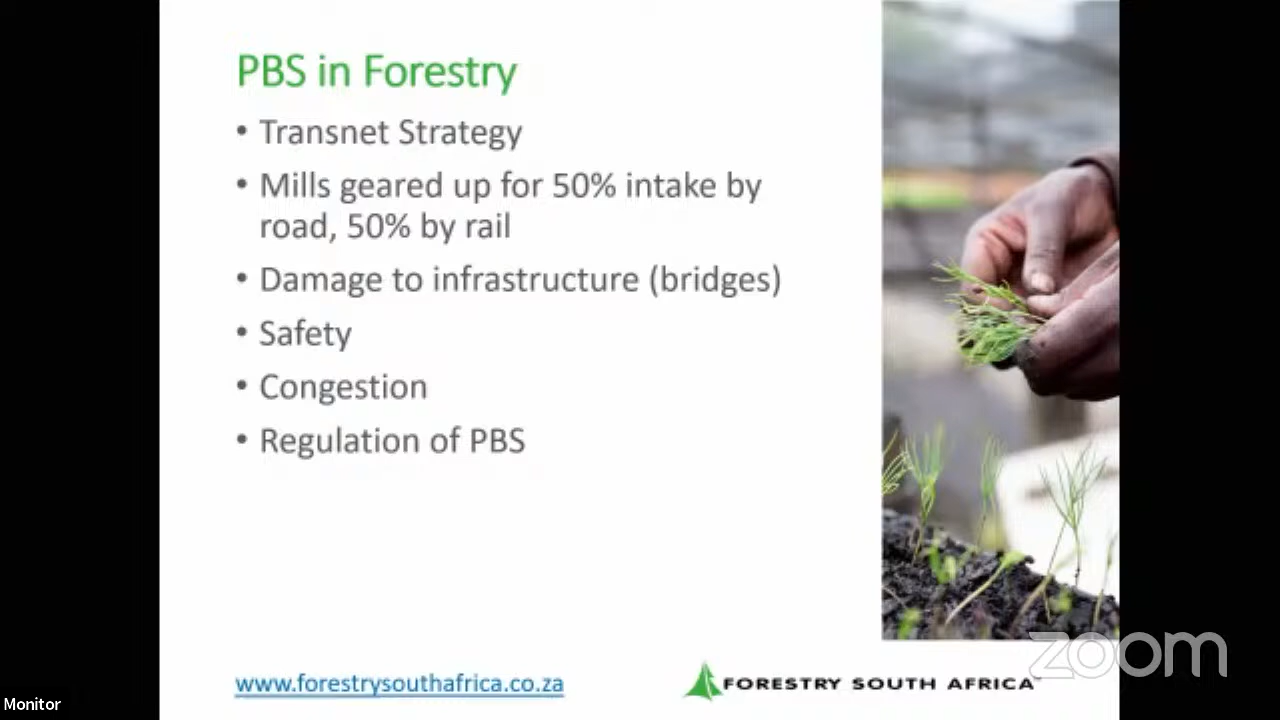 PBS in Forestry
• Transnet Strategy
• Mills geared up for 50% intake by
road, 50% by rail
• Damage to infrastructure (bridges)
• Safety
• Congestion
• Regulation of PBS
www.forestrysouthafrica.co.za
FORESTRY SOUTH AFRICA
zoom
Monitor